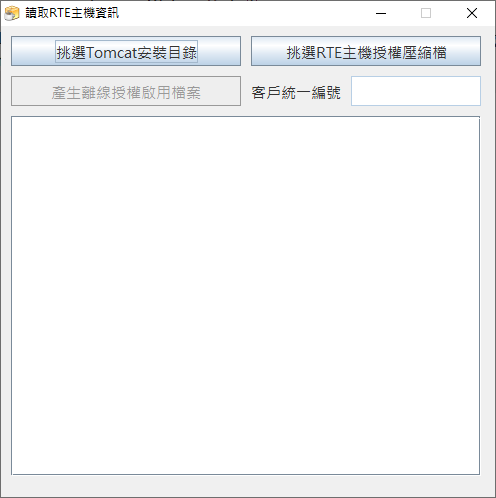 讀取RTE主機資訊
挑選Tomcat安裝目錄
挑選RTE主機授權壓縮檔
產生離線授權啟用檔案
客戶統一編號